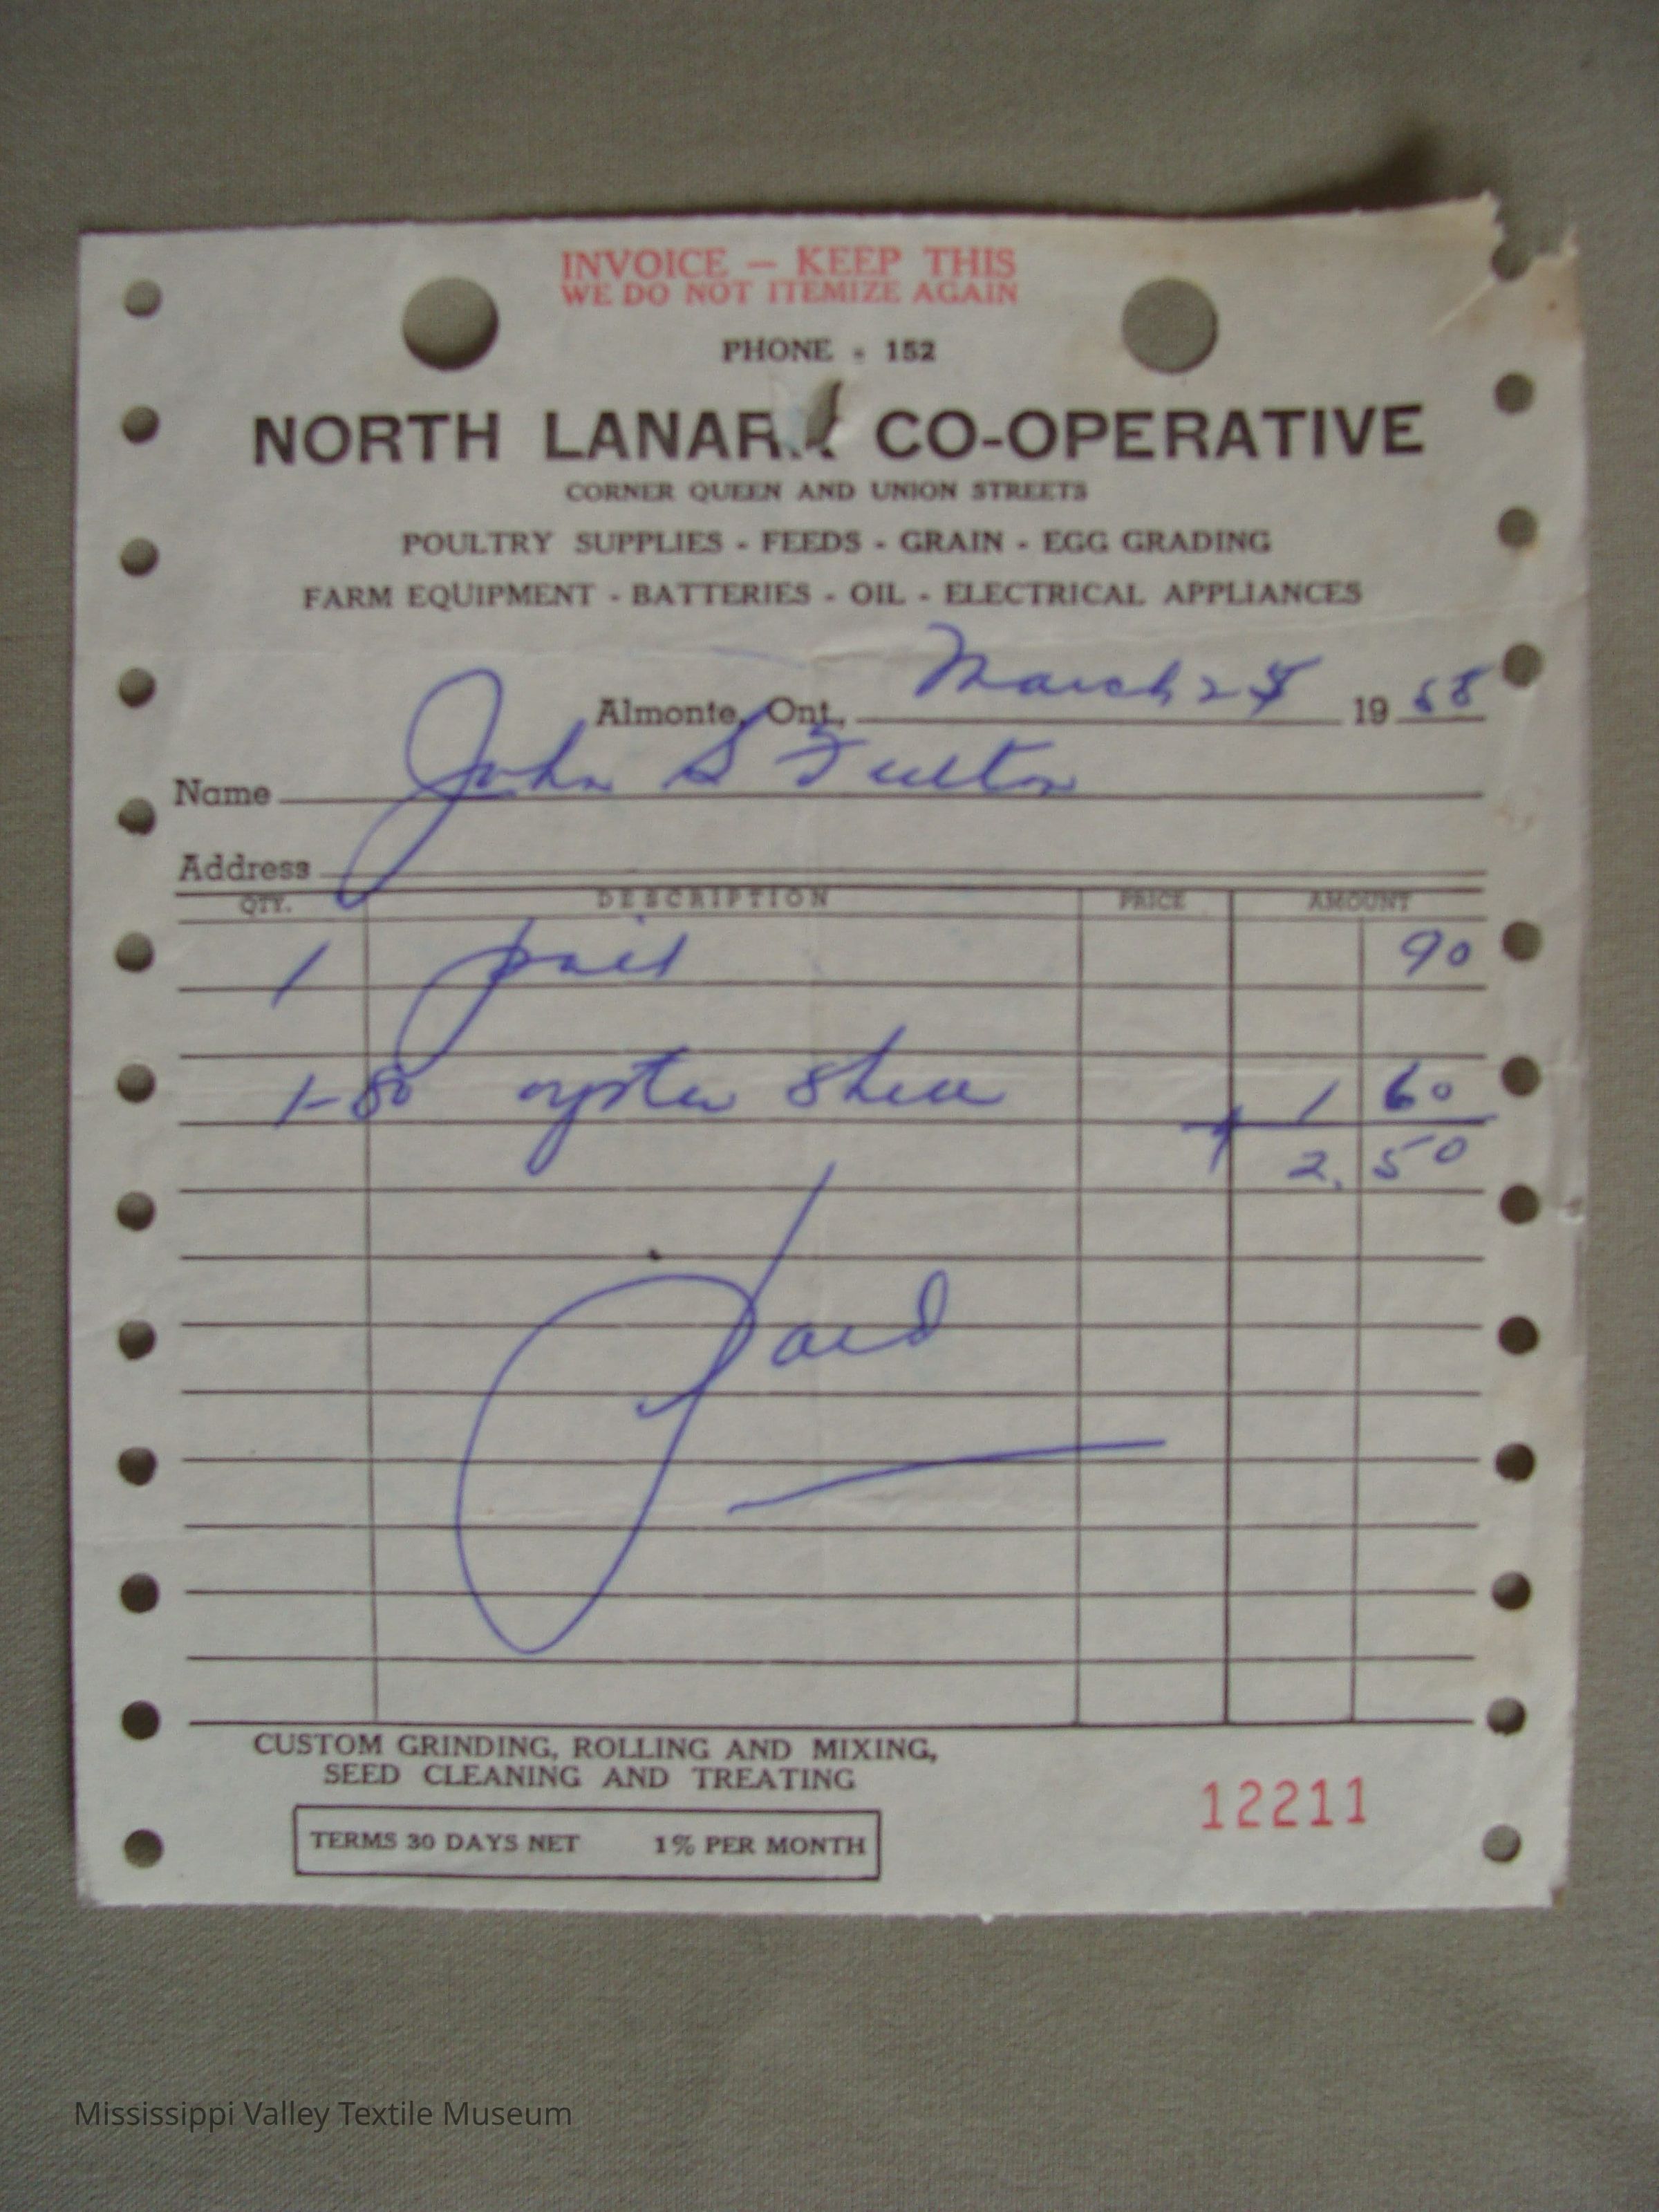 INVOICE — KEEP THIS
WE DO NOT ITEMIZE AGAIN
PHONE - 152
NORTH LANARK CO-OPERATIVE
CORNER QUEEN AND UNION STREETS
POULTRY SUPPLIES - FEEDS - GRAIN - EGG GRADING
FARM EQUIPMENT - BATTERIES - OIL - ELECTRICAL APPLIANCES
Almonte, Ont., March 19 58
Name John S Fulton
Address
QTY. DESCRIPTION PRICE AMOUNT
1 pail 90
1-80 oyster shell 1 60
2.50
Paid
CUSTOM GRINDING, ROLLING AND MIXING,
SEED CLEANING AND TREATING
12211
TERMS 30 DAYS NET 1% PER MONTH
Mississippi Valley Textile Museum